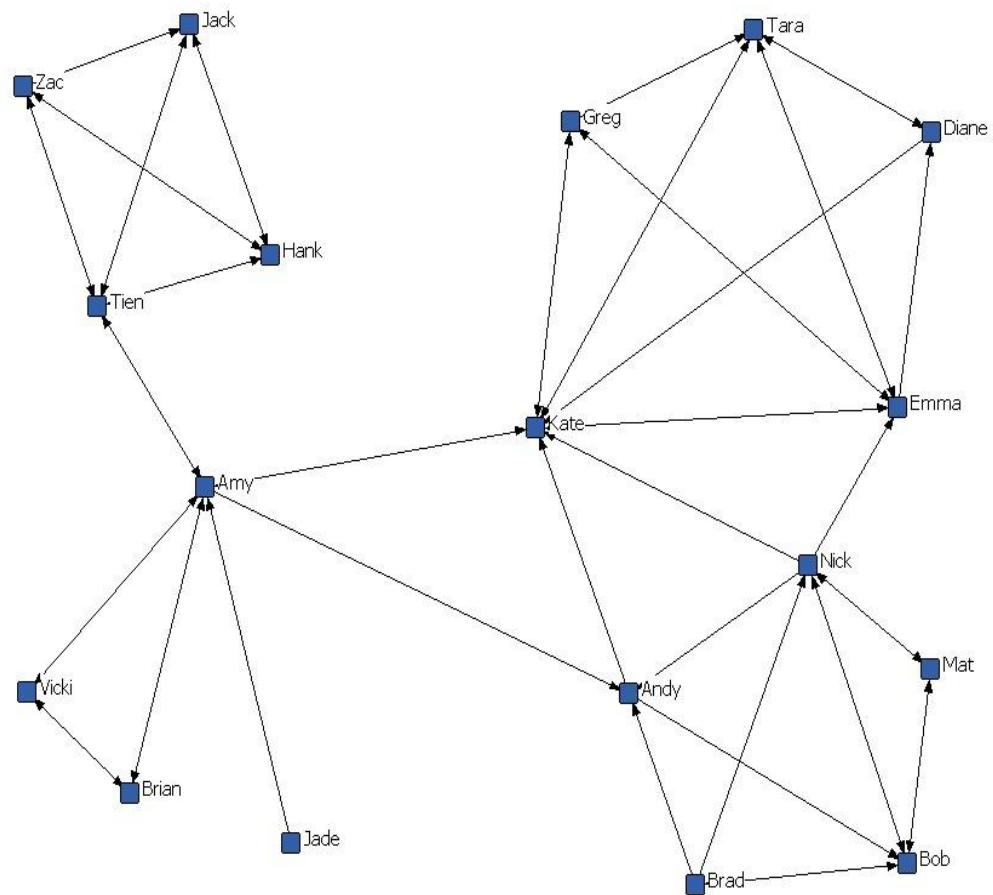 Jack
Tara
Zac
Greg
Diane
Hank
Tien
Emma
Kate
Amy
Nick
Mat
Vicki
Andy
Brian
Jade
Bob
Brad